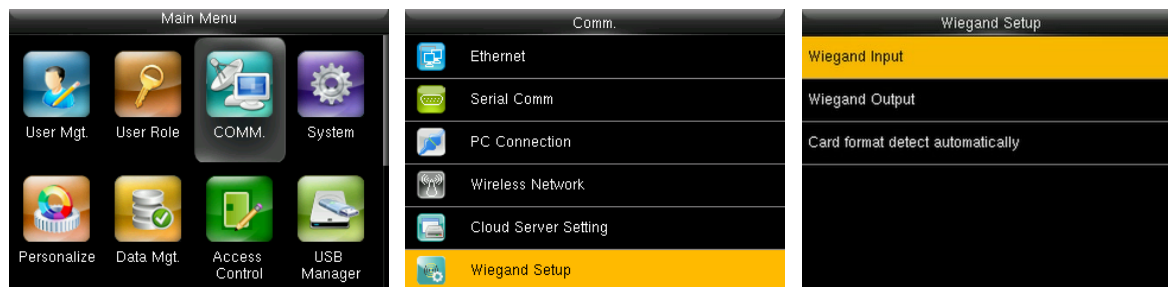 Main Menu
User Mgt.
User Role
COMM.
System
Personalize
Data Mgt.
Access
Control
USB
Manager
Comm.
Ethernet
Serial Comm
PC Connection
Wireless Network
Cloud Server Setting
Wiegand Setup
Wiegand Setup
Wiegand Input
Wiegand Output
Card format detect automatically